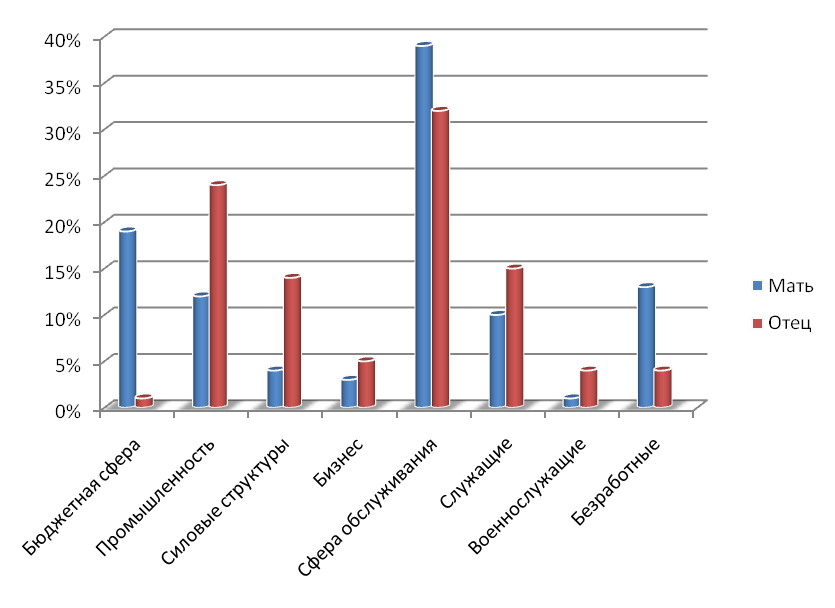 40%
35%
30%
25%
20%
15%
10%
5%
0%
Бюджетная сфера
Промышленность
Силовые структуры
Бизнес
Сфера обслуживания
Служащие
Военнослужащие
Безработные
Мать
Отец